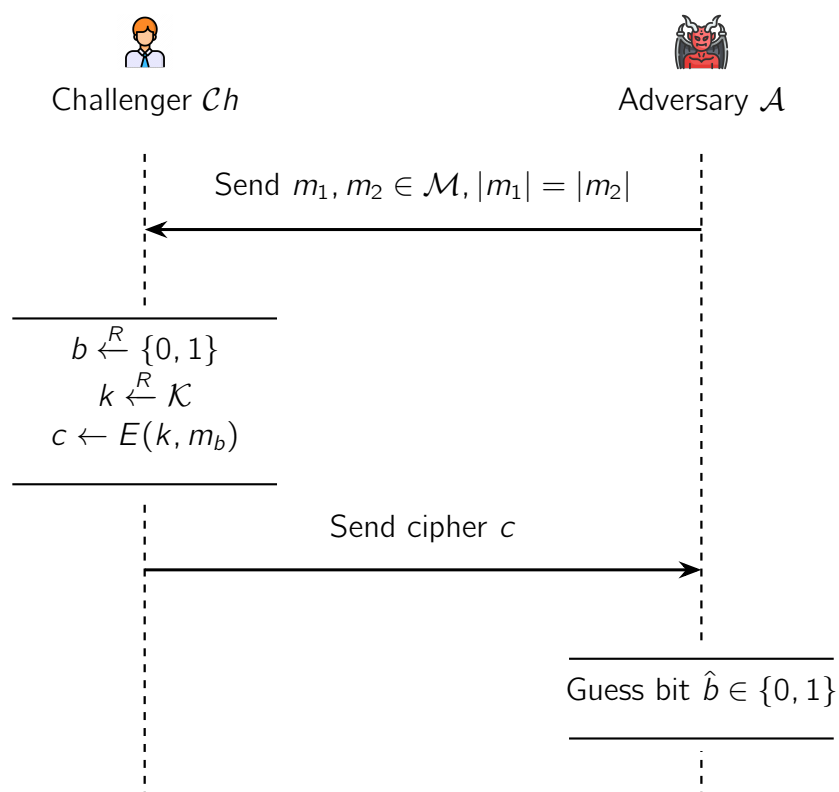 Challenger 𝒞h
Adversary 𝒜
Send m₁, m₂ ∈ ℳ, |m₁| = |m₂|
b ←ᴿ {0, 1}
k ←ᴿ 𝒦
c ← E(k, m_b)
Send cipher c
Guess bit b̂ ∈ {0, 1}